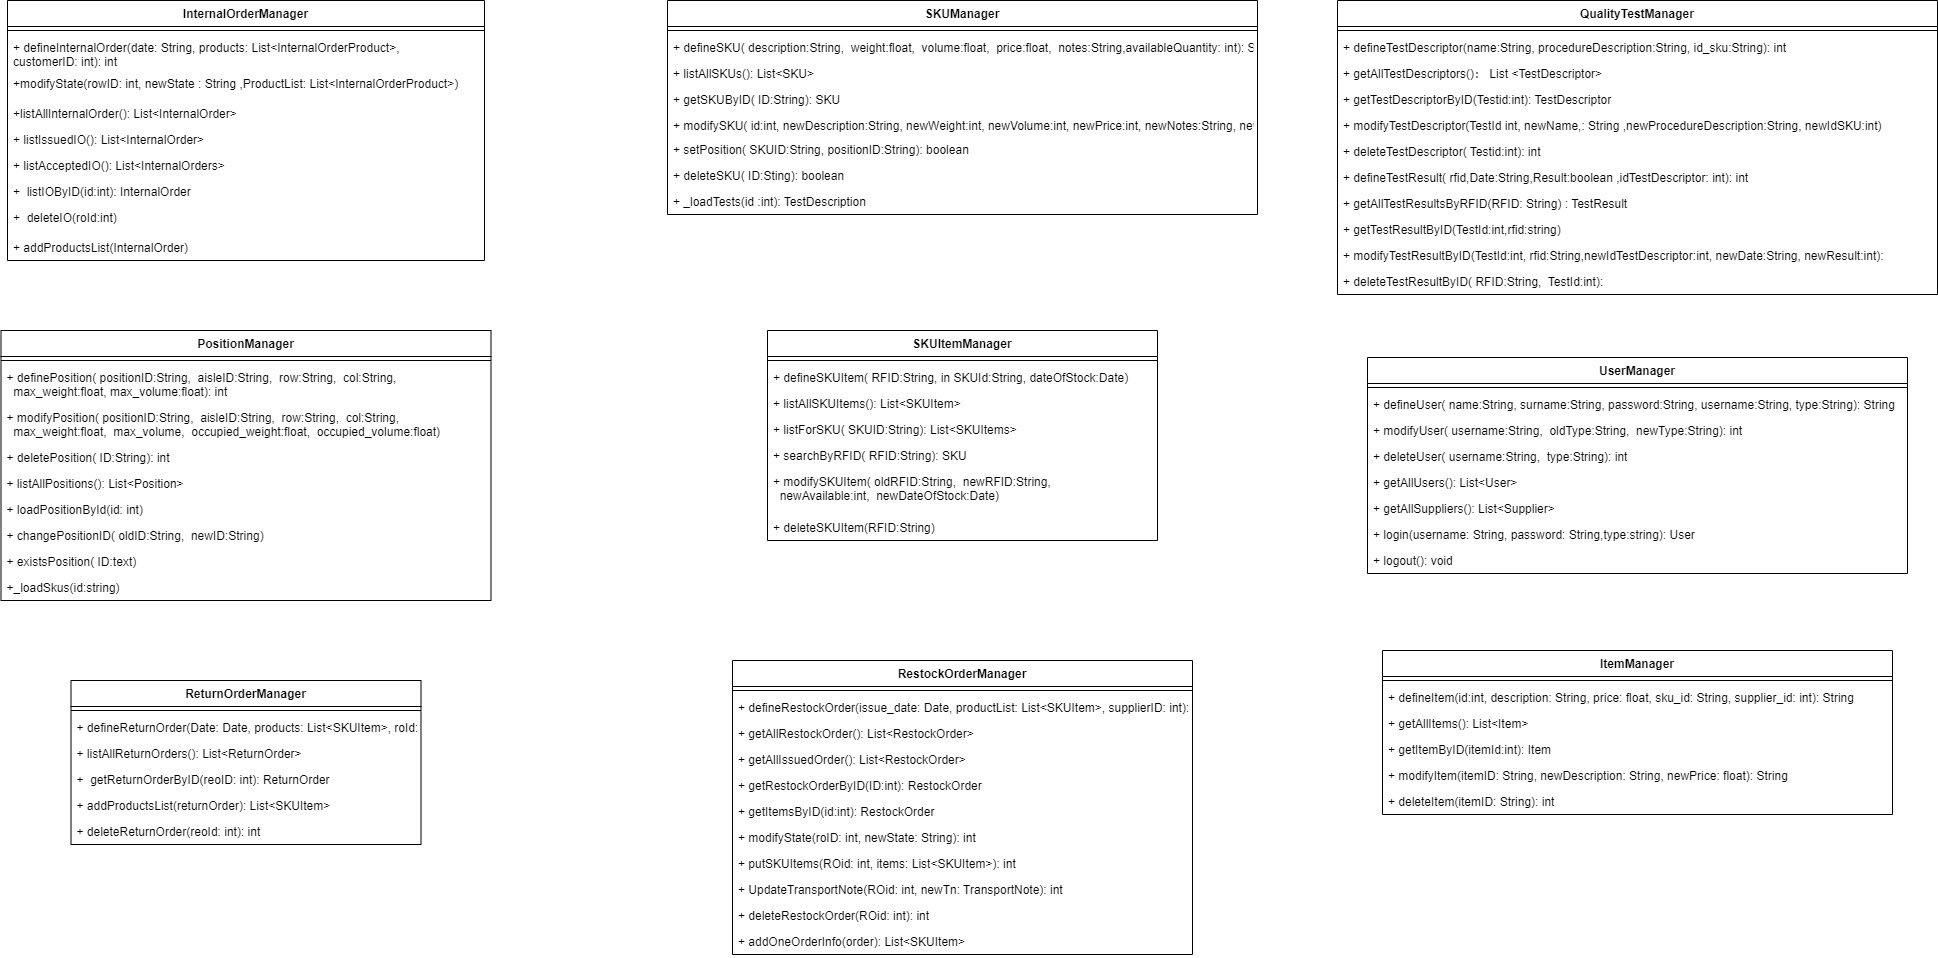 InternalOrderManager
+ defineInternalOrder(date: String, products: List<InternalOrderProduct>,
customerID: int): int
+modifyState(rowID: int, newState : String ,ProductList: List<InternalOrderProduct>)
+listAllInternalOrder(): List<InternalOrder>
+ listIssuedIO(): List<InternalOrder>
+ listAcceptedIO(): List<InternalOrders>
+ listIOByID(id:int): InternalOrder
+ deleteIO(roId:int)
+ addProductsList(InternalOrder)
SKUManager
+ defineSKU( description:String, weight:float, volume:float, price:float, notes:String,availableQuantity: int): S
+ listAllSKUs(): List<SKU>
+ getSKUByID( ID:String): SKU
+ modifySKU( id:int, newDescription:String, newWeight:int, newVolume:int, newPrice:int, newNotes:String, ne
+ setPosition( SKUID:String, positionID:String): boolean
+ deleteSKU( ID:Sting): boolean
+ _loadTests(id :int): TestDescription
QualityTestManager
+ defineTestDescriptor(name:String, procedureDescription:String, id_sku:String): int
+ getAllTestDescriptors(): List <TestDescriptor>
+ getTestDescriptorByID(Testid:int): TestDescriptor
+ modifyTestDescriptor(TestId int, newName,: String ,newProcedureDescription:String, newIdSKU:int)
+ deleteTestDescriptor( Testid:int): int
+ defineTestResult( rfid,Date:String,Result:boolean ,idTestDescriptor: int): int
+ getAllTestResultsByRFID(RFID: String) : TestResult
+ getTestResultByID(TestId:int,rfid:string)
+ modifyTestResultByID(TestId:int, rfid:String,newIdTestDescriptor:int, newDate:String, newResult:int):
+ deleteTestResultByID( RFID:String, TestId:int):
PositionManager
+ definePosition( positionID:String, aisleID:String, row:String, col:String,
max_weight:float, max_volume:float): int
+ modifyPosition( positionID:String, aisleID:String, row:String, col:String,
max_weight:float, max_volume, occupied_weight:float, occupied_volume:float)
+ deletePosition( ID:String): int
+ listAllPositions(): List<Position>
+ loadPositionById(id: int)
+ changePositionID( oldID:String, newID:String)
+ existsPosition( ID:text)
+_loadSkus(id:string)
SKUItemManager
+ defineSKUItem( RFID:String, in SKUId:String, dateOfStock:Date)
+ listAllSKUItems(): List<SKUItem>
+ listForSKU( SKUID:String): List<SKUItems>
+ searchByRFID( RFID:String): SKU
+ modifySKUItem( oldRFID:String, newRFID:String,
newAvailable:int, newDateOfStock:Date)
+ deleteSKUItem(RFID:String)
UserManager
+ defineUser( name:String, surname:String, password:String, username:String, type:String): String
+ modifyUser( username:String, oldType:String, newType:String): int
+ deleteUser( username:String, type:String): int
+ getAllUsers(): List<User>
+ getAllSuppliers(): List<Supplier>
+ login(username: String, password: String,type:string): User
+ logout(): void
ReturnOrderManager
+ defineReturnOrder(Date: Date, products: List<SKUItem>, roId:
+ listAllReturnOrders(): List<ReturnOrder>
+ getReturnOrderByID(reoID: int): ReturnOrder
+ addProductsList(returnOrder): List<SKUItem>
+ deleteReturnOrder(reoId: int): int
RestockOrderManager
+ defineRestockOrder(issue_date: Date, productList: List<SKUItem>, supplierID: int):
+ getAllRestockOrder(): List<RestockOrder>
+ getAllIssuedOrder(): List<RestockOrder>
+ getRestockOrderByID(ID:int): RestockOrder
+ getItemsByID(id:int): RestockOrder
+ modifyState(roID: int, newState: String): int
+ putSKUItems(ROid: int, items: List<SKUItem>): int
+ UpdateTransportNote(ROid: int, newTn: TransportNote): int
+ deleteRestockOrder(ROid: int): int
+ addOneOrderInfo(order): List<SKUItem>
ItemManager
+ defineItem(id:int, description: String, price: float, sku_id: String, supplier_id: int): String
+ getAllItems(): List<Item>
+ getItemByID(itemId:int): Item
+ modifyItem(itemID: String, newDescription: String, newPrice: float): String
+ deleteItem(itemID: String): int